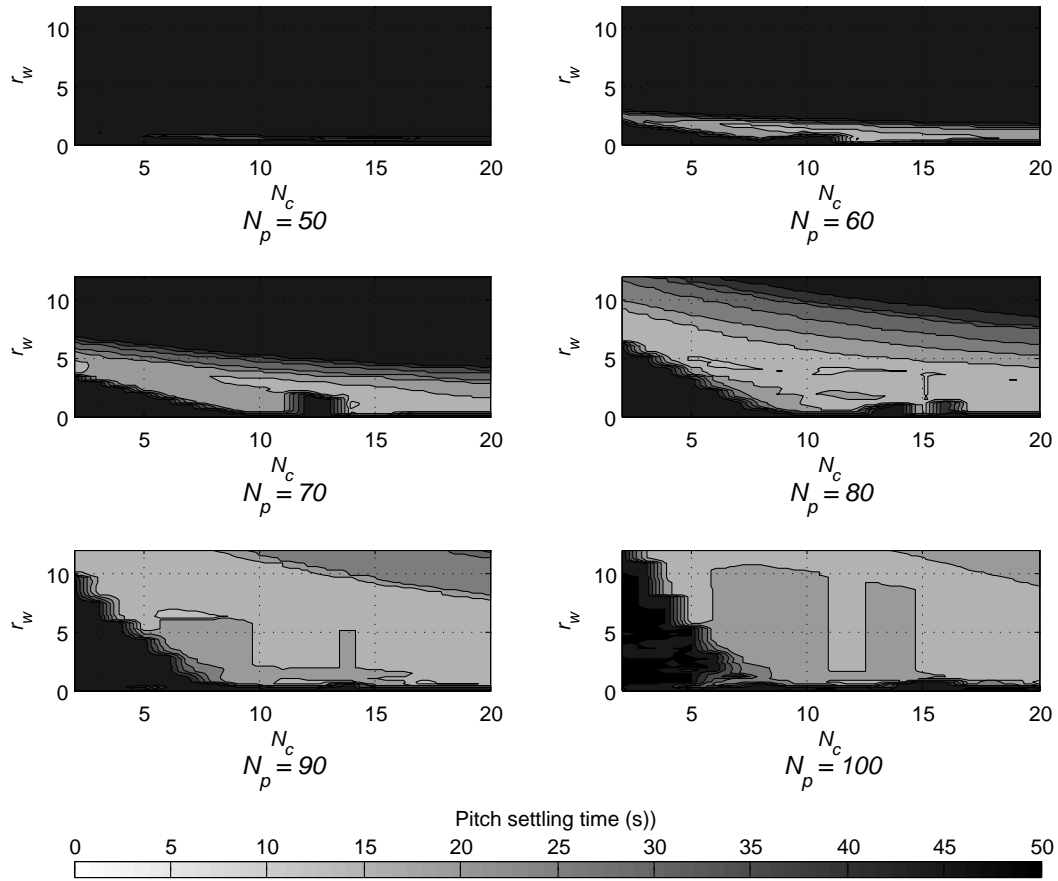 r_w
10
5
0
5 10 15 20
N_c
N_p = 50
r_w
10
5
0
5 10 15 20
N_c
N_p = 60
r_w
10
5
0
5 10 15 20
N_c
N_p = 70
r_w
10
5
0
5 10 15 20
N_c
N_p = 80
r_w
10
5
0
5 10 15 20
N_c
N_p = 90
r_w
10
5
0
5 10 15 20
N_c
N_p = 100
Pitch settling time (s))
0 5 10 15 20 25 30 35 40 45 50